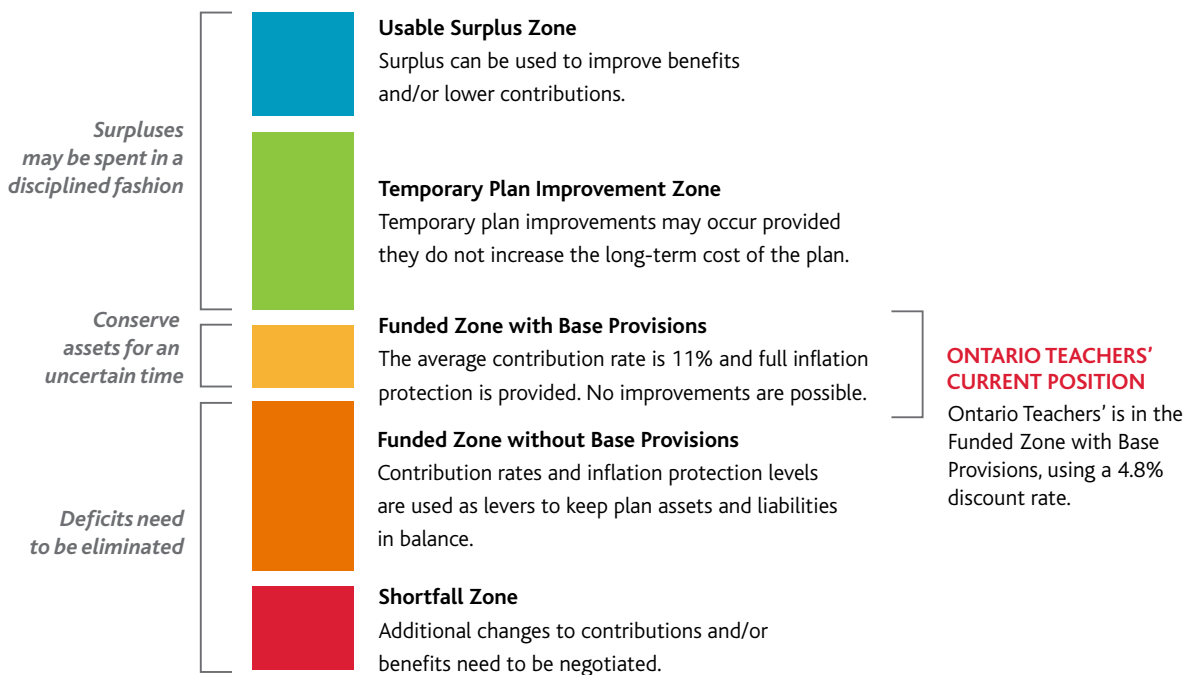 Usable Surplus Zone
Surplus can be used to improve benefits
and/or lower contributions.
Surpluses
may be spent in a
disciplined fashion
Temporary Plan Improvement Zone
Temporary plan improvements may occur provided
they do not increase the long-term cost of the plan.
Conserve
assets for an
uncertain time
Funded Zone with Base Provisions
The average contribution rate is 11% and full inflation
protection is provided. No improvements are possible.
ONTARIO TEACHERS'
CURRENT POSITION
Ontario Teachers' is in the
Funded Zone with Base
Provisions, using a 4.8%
discount rate.
Funded Zone without Base Provisions
Contribution rates and inflation protection levels
are used as levers to keep plan assets and liabilities
in balance.
Deficits need
to be eliminated
Shortfall Zone
Additional changes to contributions and/or
benefits need to be negotiated.